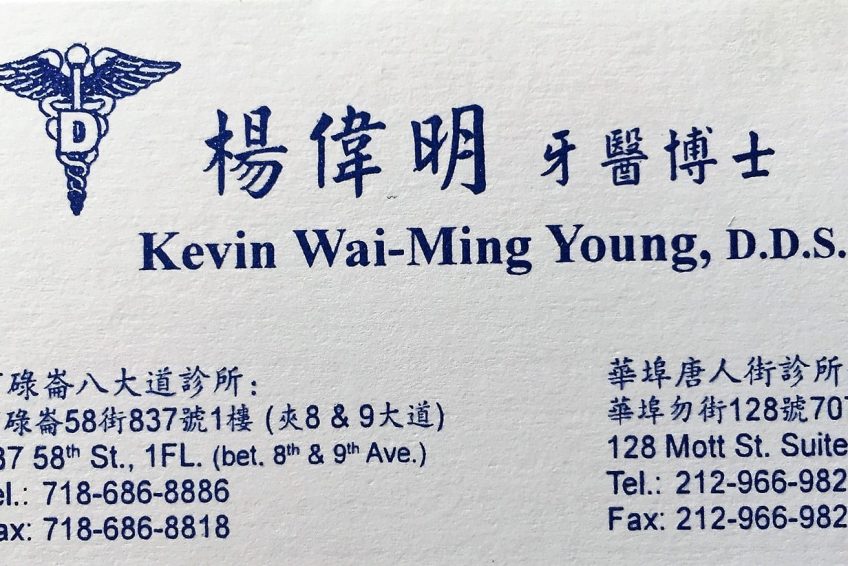 D
楊偉明 牙醫博士
Kevin Wai-Ming Young, D.D.S.
碌崙八大道診所:
碌崙58街837號1樓 (夾8 & 9大道)
37 58th St., 1FL. (bet. 8th & 9th Ave.)
el.: 718-686-8886
ax: 718-686-8818
華埠唐人街診所
華埠勿街128號707
128 Mott St. Suite
Tel.: 212-966-982
Fax: 212-966-982